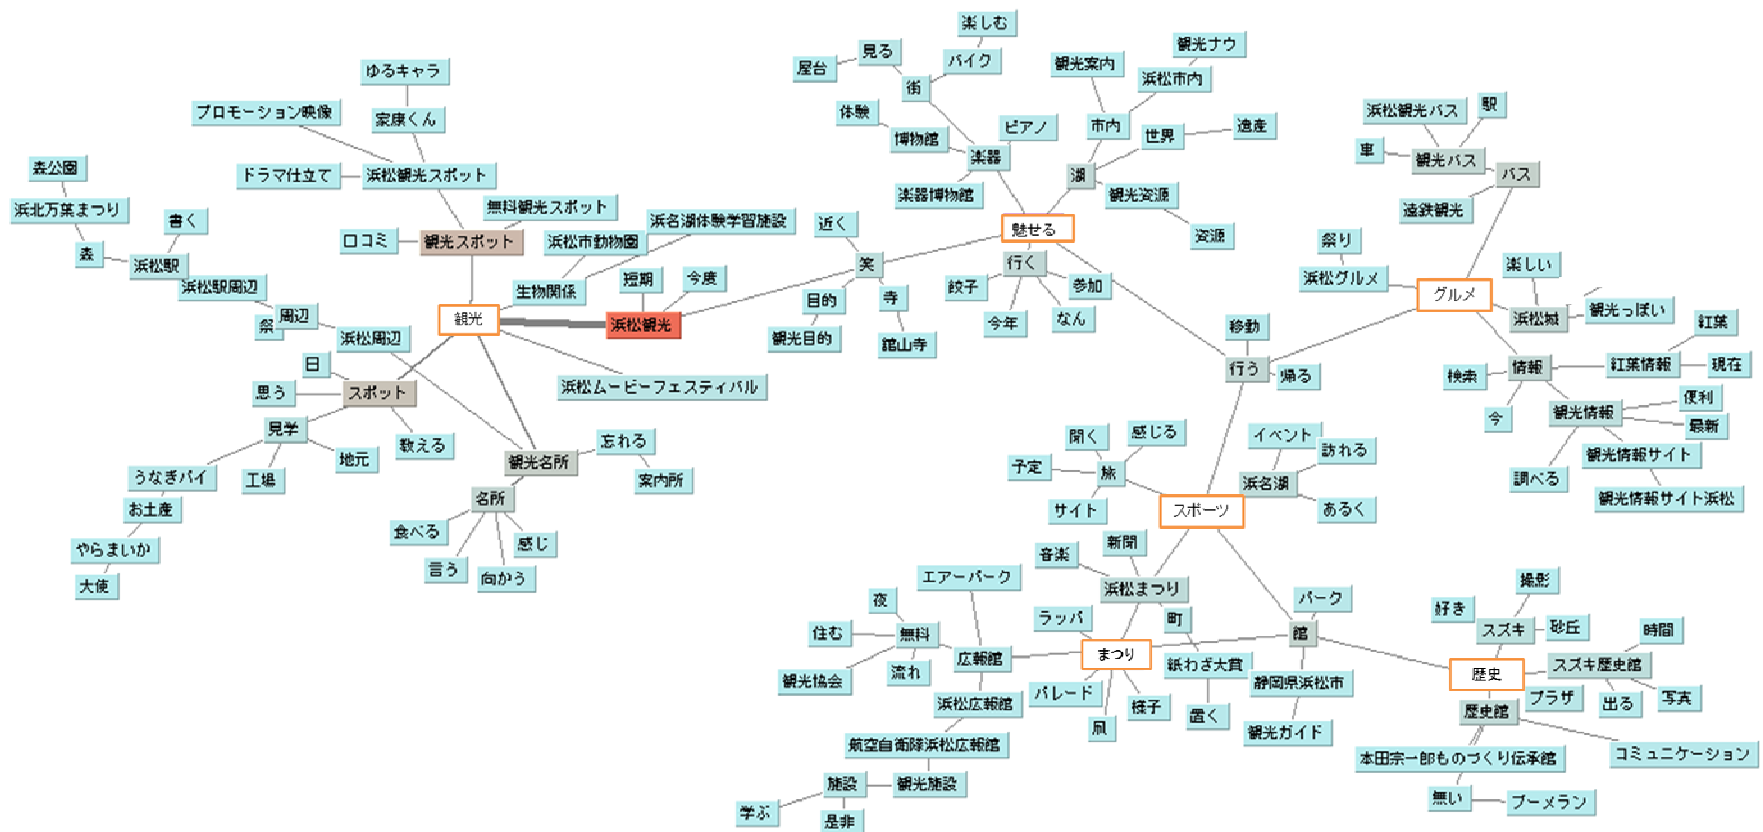 楽しむ
見る
バイク
屋台
街
観光ナウ
観光案内
浜松市内
ゆるキャラ
プロモーション映像
家康くん
体験
博物館
ピアノ
楽器
市内
世界
遺産
浜松観光バス
駅
車
観光バス
バス
遠鉄観光
湖
観光資源
資源
楽器博物館
魅せる
森公園
浜北万葉まつり
書く
森
浜松駅
浜松駅周辺
周辺
祭
浜松周辺
ドラマ仕立て
浜松観光スポット
無料観光スポット
口コミ
観光スポット
浜松市動物園
浜名湖体験学習施設
生物関係
短期
今度
観光
浜松観光
浜松ムービーフェスティバル
近く
笑
目的
観光目的
寺
舘山寺
行く
餃子
参加
今年
なん
移動
行う
帰る
祭り
浜松グルメ
グルメ
楽しい
浜松城
観光っぽい
紅葉
検索
情報
紅葉情報
現在
今
観光情報
便利
最新
調べる
観光情報サイト
観光情報サイト浜松
日
思う
スポット
見学
教える
地元
工場
うなぎパイ
お土産
やらまいか
大使
観光名所
忘れる
案内所
名所
食べる
感じ
言う
向かう
聞く
感じる
予定
旅
サイト
イベント
訪れる
浜名湖
あるく
スポーツ
音楽
新聞
浜松まつり
エアーパーク
夜
住む
無料
流れ
観光協会
広報館
ラッパ
町
まつり
紙わざ大賞
パレード
様子
凧
置く
パーク
館
静岡県浜松市
観光ガイド
浜松広報館
航空自衛隊浜松広報館
施設
観光施設
学ぶ
是非
撮影
好き
スズキ
砂丘
時間
スズキ歴史館
歴史
プラザ
出る
写真
歴史館
本田宗一郎ものづくり伝承館
コミュニケーション
無い
ブーメラン